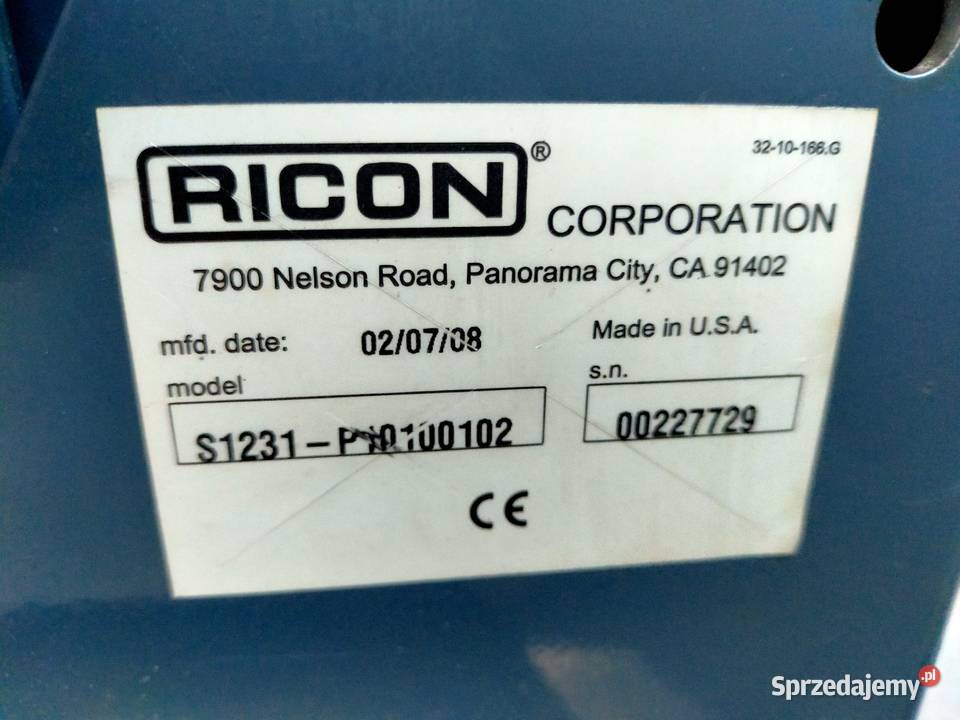 RICON® 32-10-166.G
CORPORATION
7900 Nelson Road, Panorama City, CA 91402
mfd. date: 02/07/08 Made in U.S.A.
model s.n.
00227729
CE
Sprzedajemy.pl